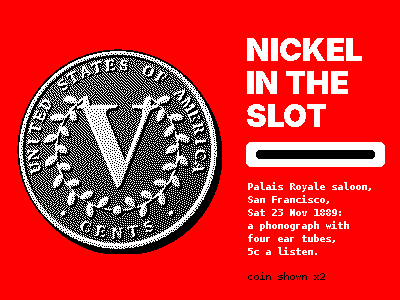 UNITED STATES OF AMERICA
V
CENTS
NICKEL
IN THE
SLOT
Palais Royale saloon,
San Francisco,
Sat 23 Nov 1889:
a phonograph with
four ear tubes,
5c a listen.
coin shown x2